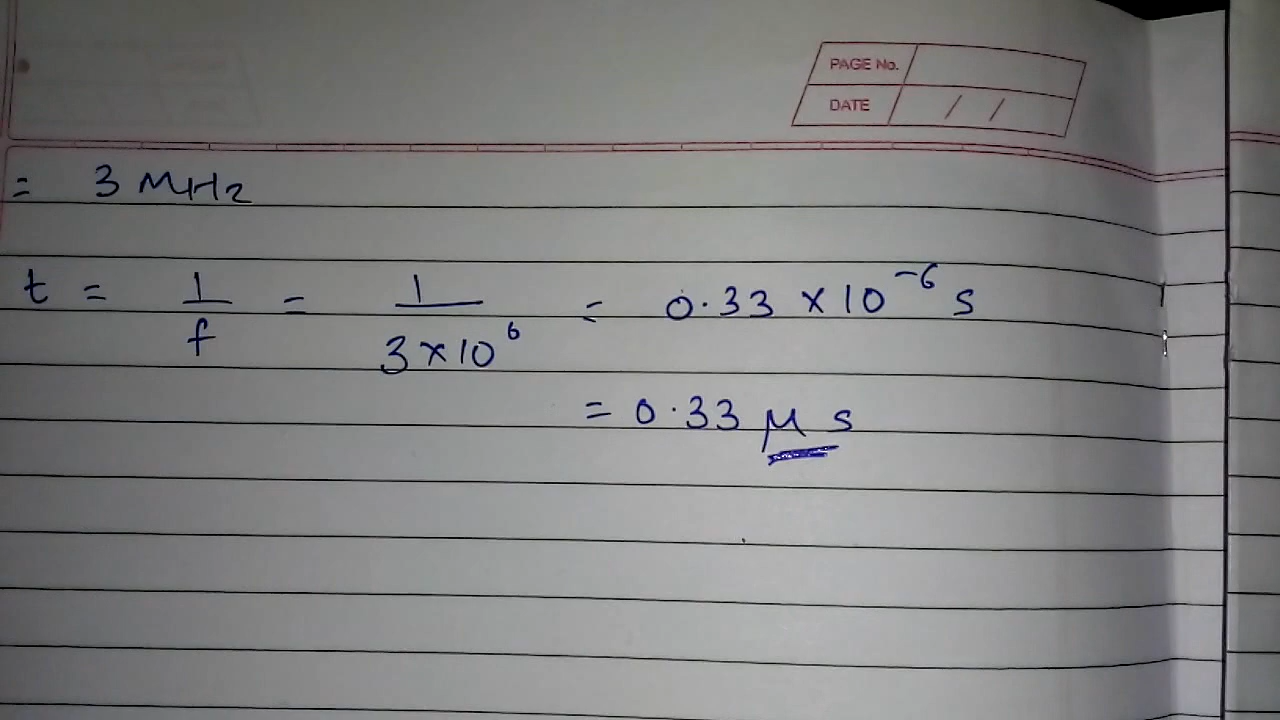 PAGE No.
DATE / /
= 3 MHz
t = 1/f = 1/(3×10^6) = 0.33 ×10^-6 s
= 0.33 μs